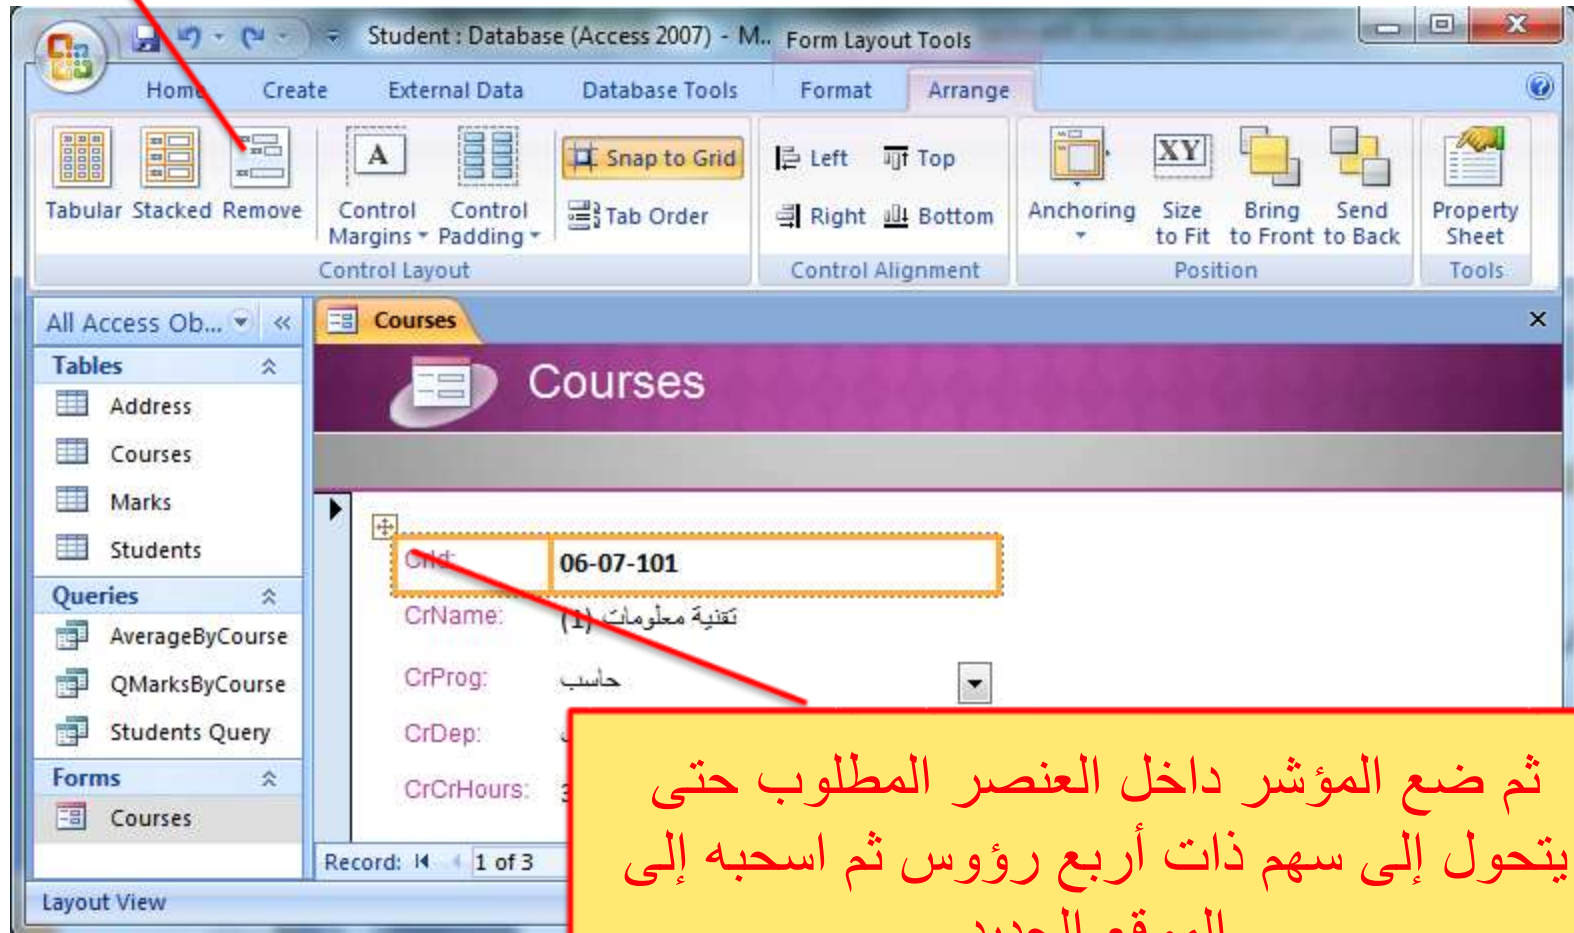 Student : Database (Access 2007) - M..
Form Layout Tools
Home Create External Data Database Tools Format Arrange
Tabular Stacked Remove
Control Margins
Control Padding
A
Snap to Grid
Tab Order
Control Layout
Left Top
Right Bottom
Control Alignment
Anchoring
XY
Size to Fit
Bring to Front
Send to Back
Position
Property Sheet
Tools
All Access Ob...
Tables
Address
Courses
Marks
Students
Queries
AverageByCourse
QMarksByCourse
Students Query
Forms
Courses
Courses
Courses
CrId: 06-07-101
CrName: تقنية معلومات (1)
CrProg: حاسب
CrDep:
CrCrHours: 3
Record: 1 of 3
Layout View
ثم ضع المؤشر داخل العنصر المطلوب حتى
يتحول إلى سهم ذات أربع رؤوس ثم اسحبه إلى
الموقع الجديد